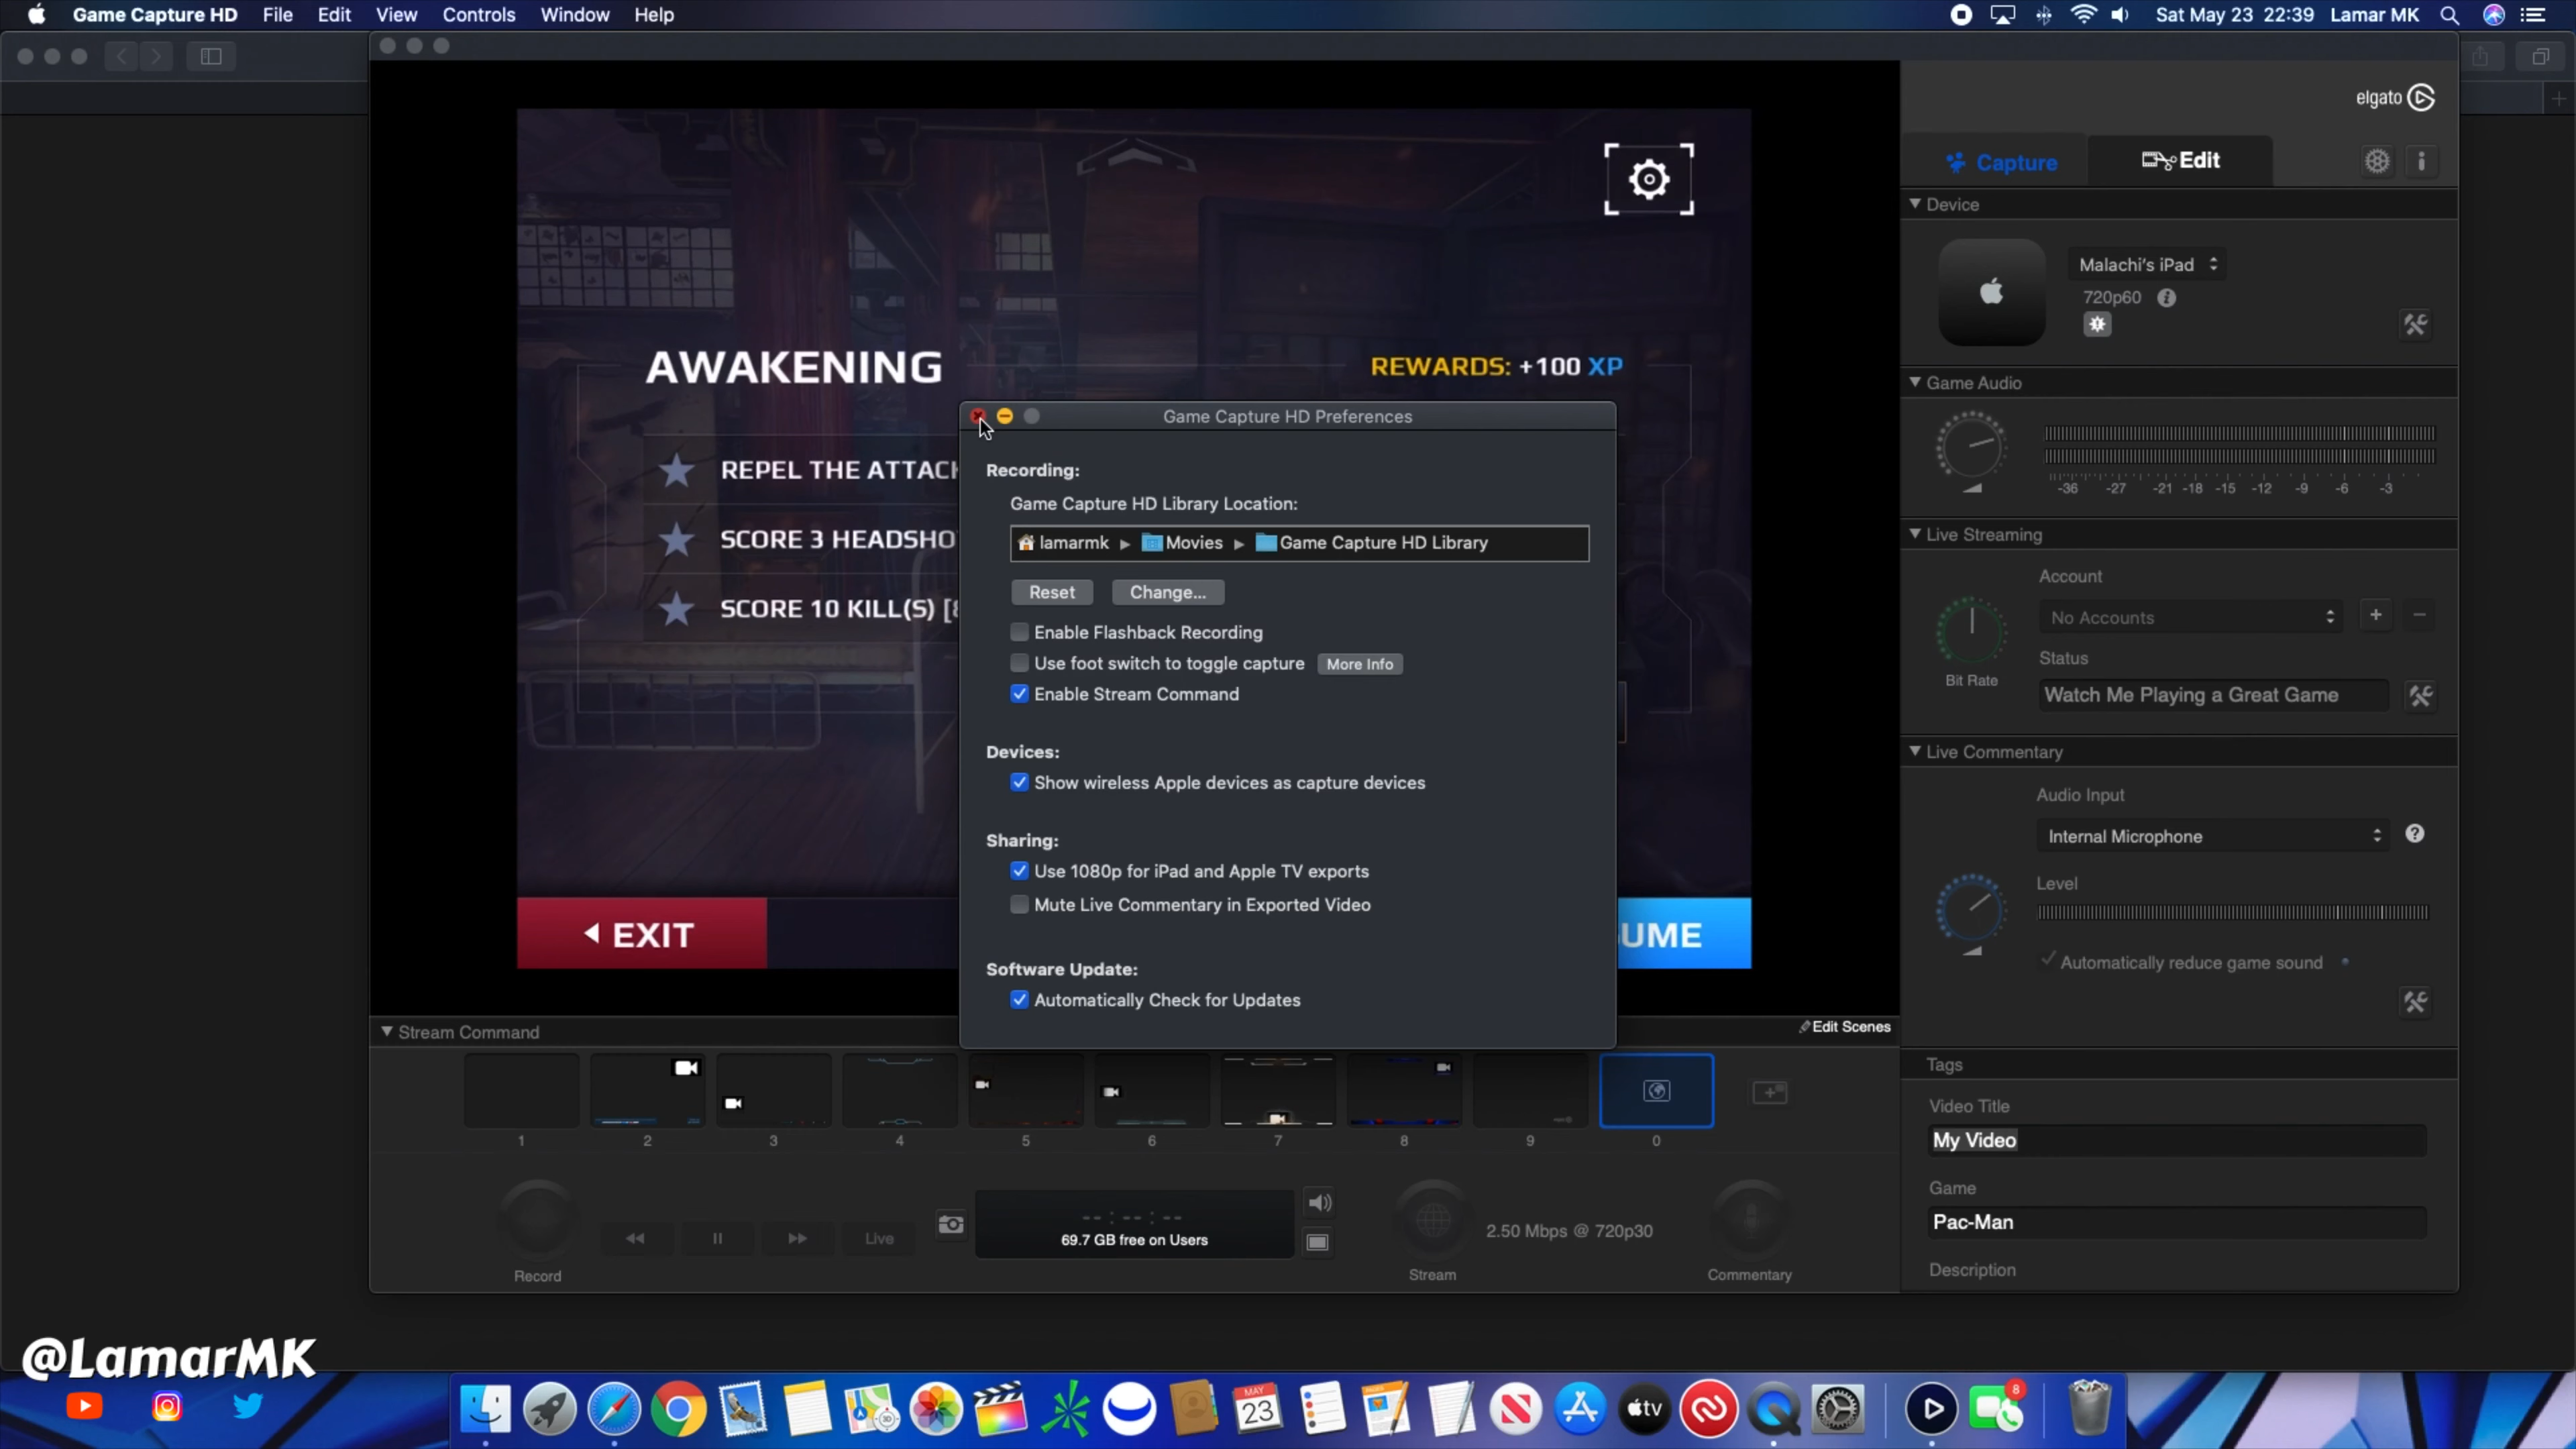 Game Capture HD File Edit View Controls Window Help
Sat May 23 22:39 Lamar MK
elgato
Capture Edit
Device
Malachi's iPad
720p60
Game Audio
-36 -27 -21 -18 -15 -12 -9 -6 -3
Live Streaming
Account
No Accounts
Status
Bit Rate
Watch Me Playing a Great Game
Live Commentary
Audio Input
Internal Microphone
Level
Automatically reduce game sound
Tags
Video Title
My Video
Game
Pac-Man
Description
AWAKENING
REWARDS: +100 XP
REPEL THE ATTACK
SCORE 3 HEADSHO
SCORE 10 KILL(S) [8
EXIT
UME
Game Capture HD Preferences
Recording:
Game Capture HD Library Location:
lamarmk Movies Game Capture HD Library
Reset Change...
Enable Flashback Recording
Use foot switch to toggle capture More Info
Enable Stream Command
Devices:
Show wireless Apple devices as capture devices
Sharing:
Use 1080p for iPad and Apple TV exports
Mute Live Commentary in Exported Video
Software Update:
Automatically Check for Updates
Stream Command
Edit Scenes
1 2 3 4 5 6 7 8 9 0
Live
--:--:--
69.7 GB free on Users
2.50 Mbps @ 720p30
Record
Stream
Commentary
@LamarMK
MAY
23
tv
8